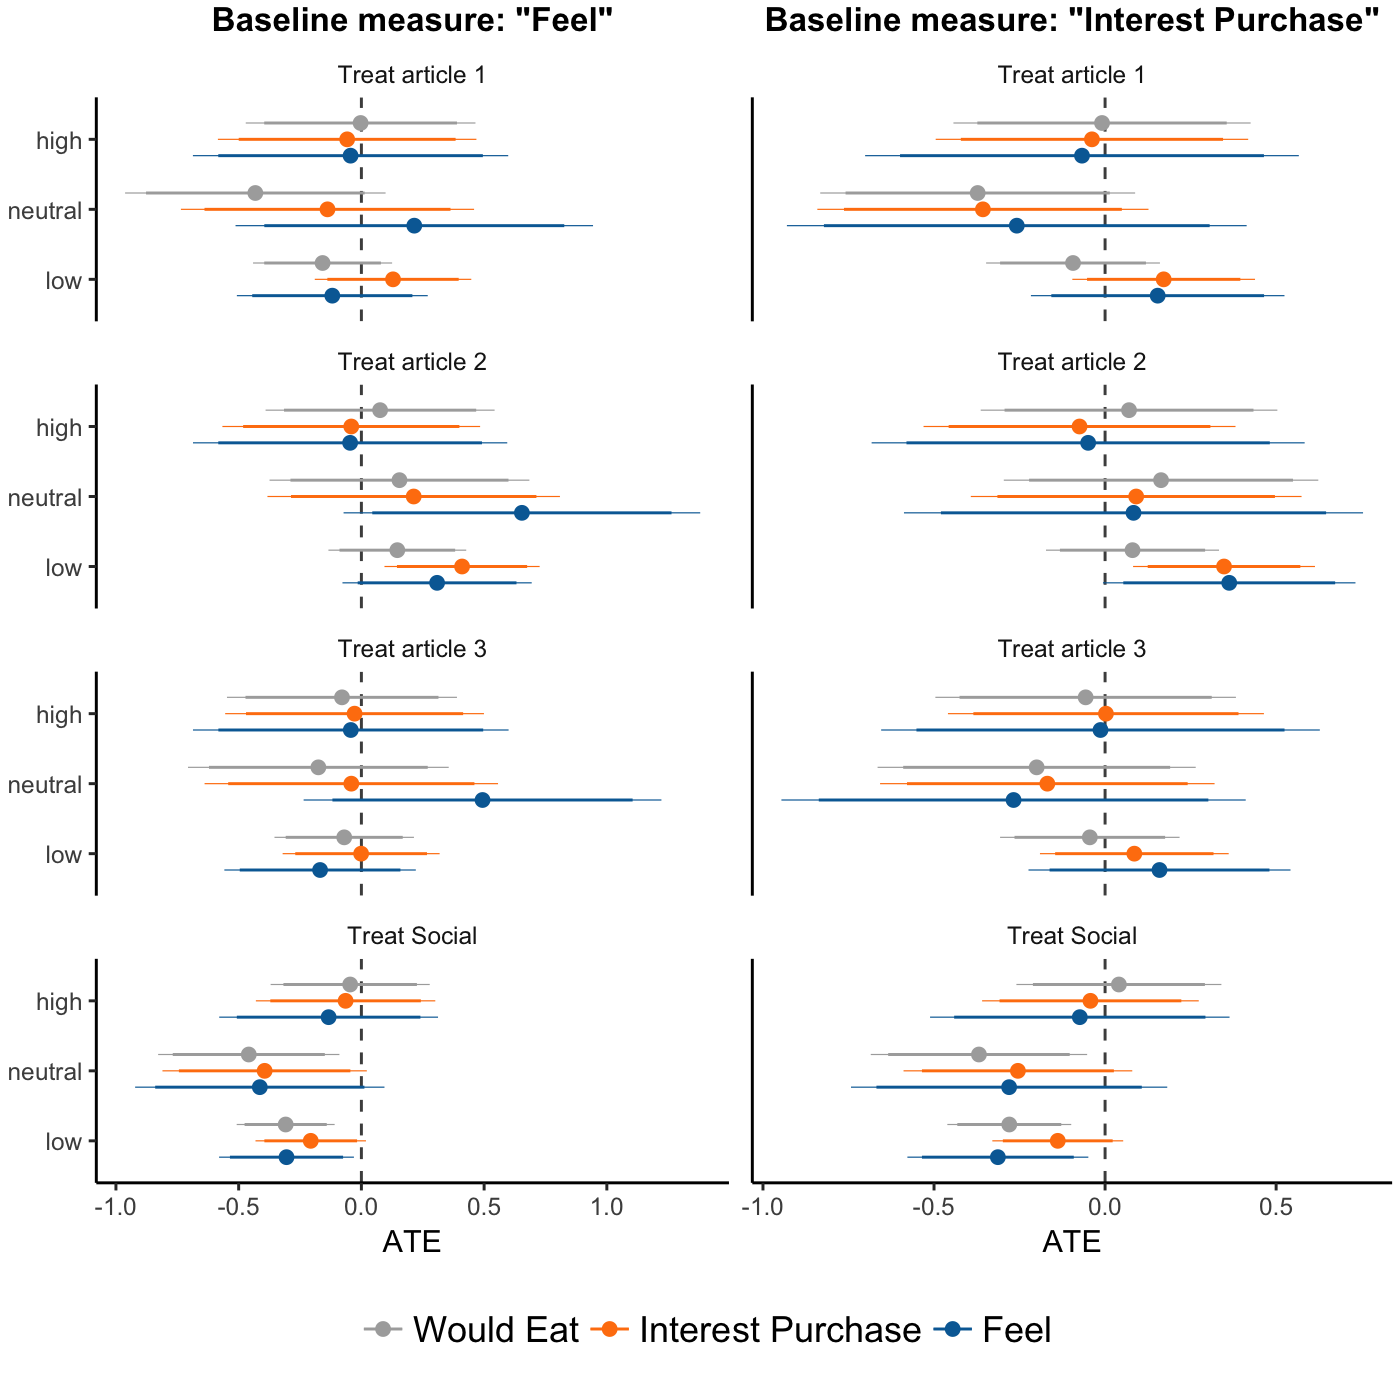 Baseline measure: "Feel"
Baseline measure: "Interest Purchase"
Treat article 1
Treat article 1
high
neutral
low
Treat article 2
Treat article 2
high
neutral
low
Treat article 3
Treat article 3
high
neutral
low
Treat Social
Treat Social
high
neutral
low
-1.0 -0.5 0.0 0.5 1.0
-1.0 -0.5 0.0 0.5
ATE
ATE
Would Eat Interest Purchase Feel